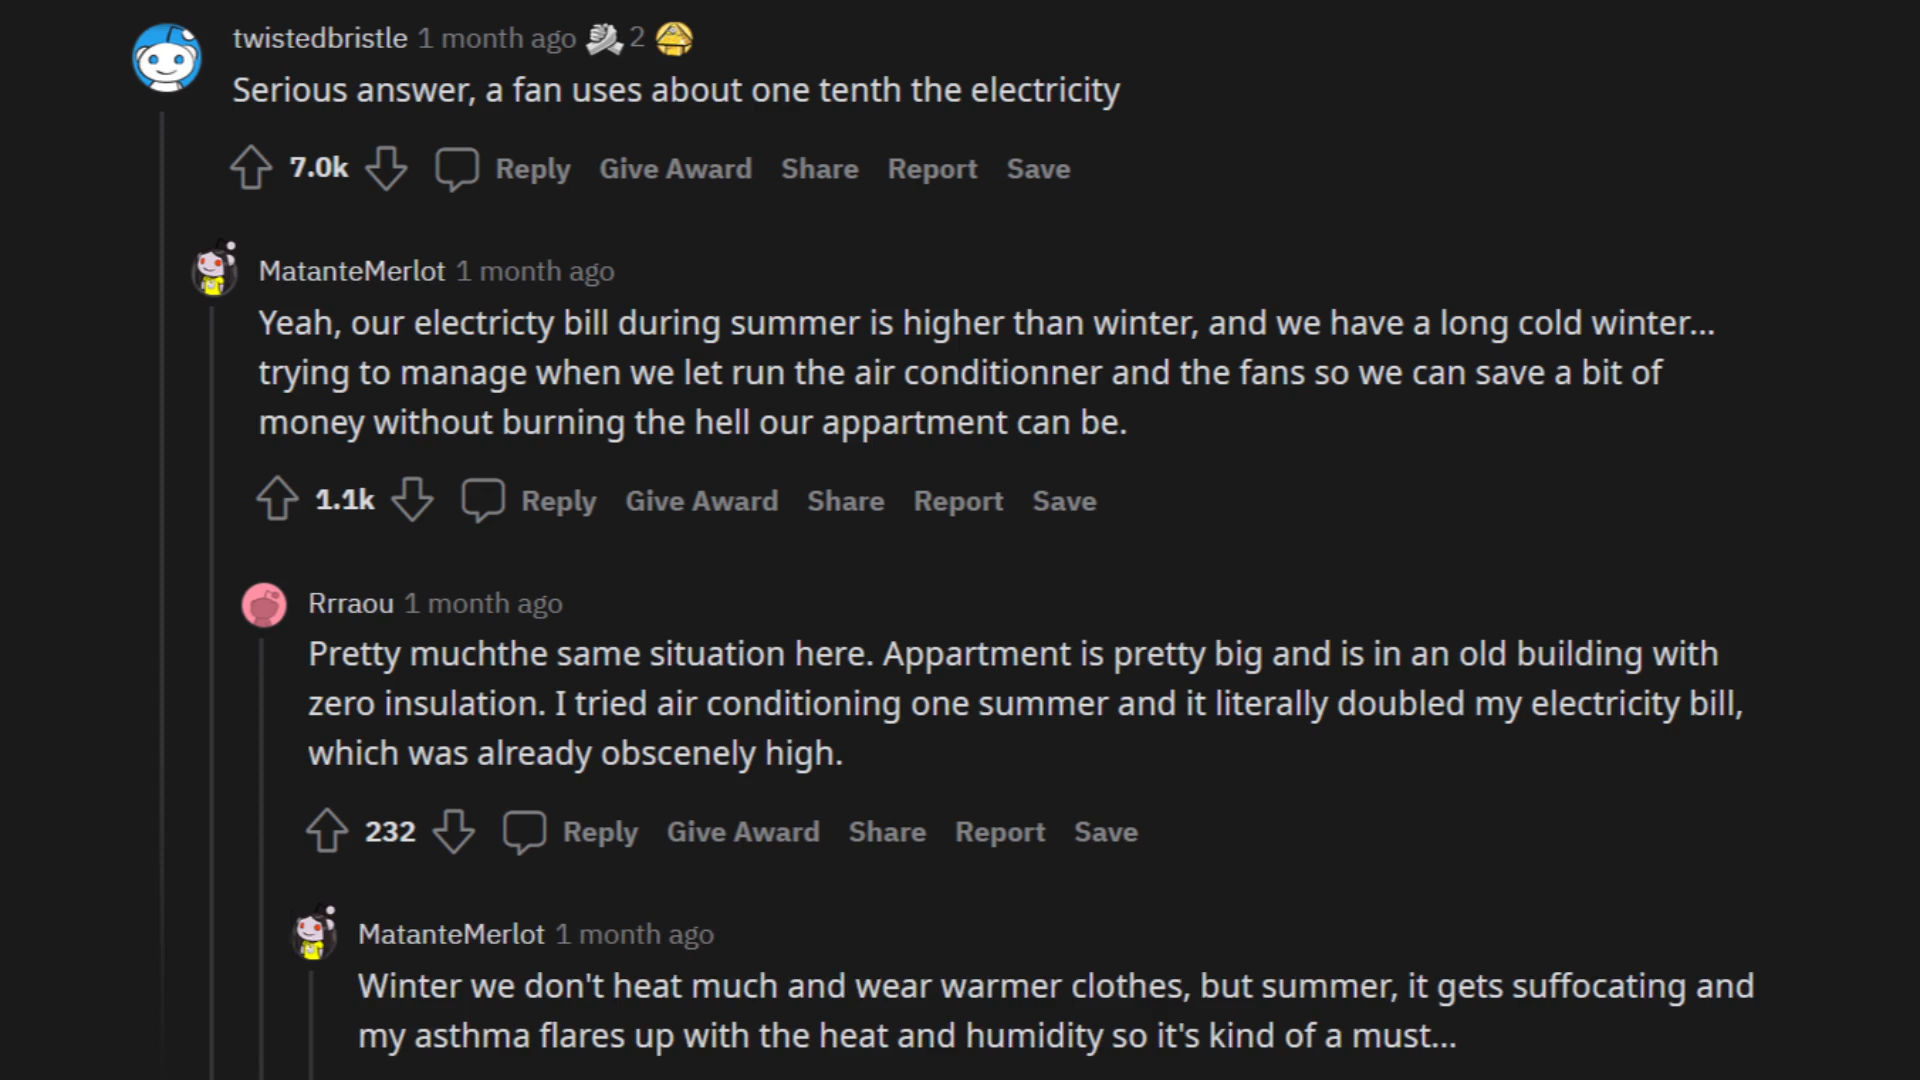 twistedbristle 1 month ago 2
Serious answer, a fan uses about one tenth the electricity
7.0k Reply Give Award Share Report Save
MatanteMerlot 1 month ago
Yeah, our electricty bill during summer is higher than winter, and we have a long cold winter...
trying to manage when we let run the air conditionner and the fans so we can save a bit of
money without burning the hell our appartment can be.
1.1k Reply Give Award Share Report Save
Rrraou 1 month ago
Pretty muchthe same situation here. Appartment is pretty big and is in an old building with
zero insulation. I tried air conditioning one summer and it literally doubled my electricity bill,
which was already obscenely high.
232 Reply Give Award Share Report Save
MatanteMerlot 1 month ago
Winter we don't heat much and wear warmer clothes, but summer, it gets suffocating and
my asthma flares up with the heat and humidity so it's kind of a must...